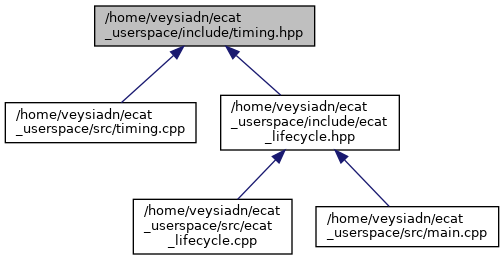 /home/veysiadn/ecat
_userspace/include/timing.hpp
/home/veysiadn/ecat
_userspace/src/timing.cpp
/home/veysiadn/ecat
_userspace/include/ecat
_lifecycle.hpp
/home/veysiadn/ecat
_userspace/src/ecat
_lifecycle.cpp
/home/veysiadn/ecat
_userspace/src/main.cpp